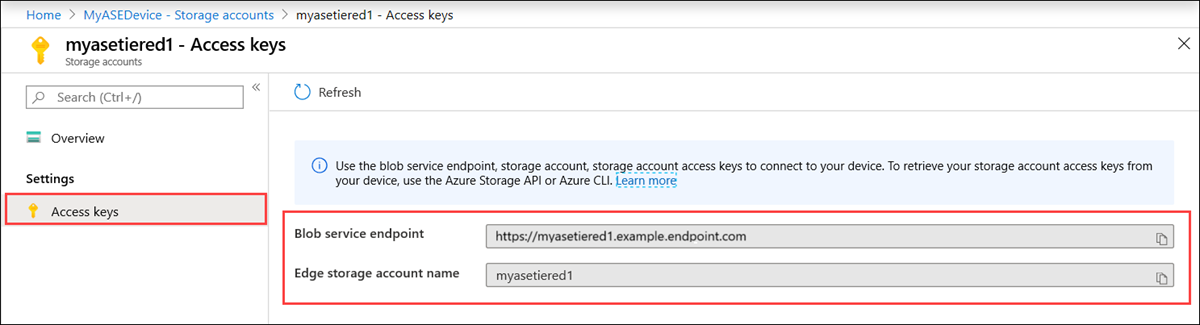 Home > MyASEDevice - Storage accounts > myasetiered1 - Access keys
myasetiered1 - Access keys
Storage accounts
Search (Ctrl+/)
«
Overview
Settings
Access keys
Refresh
Use the blob service endpoint, storage account, storage account access keys to connect to your device. To retrieve your storage account access keys from
your device, use the Azure Storage API or Azure CLI. Learn more
Blob service endpoint
https://myasetiered1.example.endpoint.com
Edge storage account name
myasetiered1